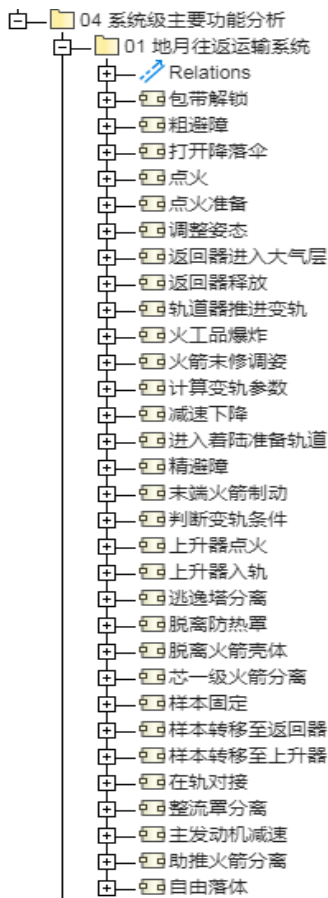 04 系统级主要功能分析
01 地月往返运输系统
Relations
包带解锁
粗避障
打开降落伞
点火
点火准备
调整姿态
返回器进入大气层
返回器释放
轨道器推进变轨
火工品爆炸
火箭末修调姿
计算变轨参数
减速下降
进入着陆准备轨道
精避障
末端火箭制动
判断变轨条件
上升器点火
上升器入轨
逃逸塔分离
脱离防热罩
脱离火箭壳体
芯一级火箭分离
样本固定
样本转移至返回器
样本转移至上升器
在轨对接
整流罩分离
主发动机减速
助推火箭分离
自由落体